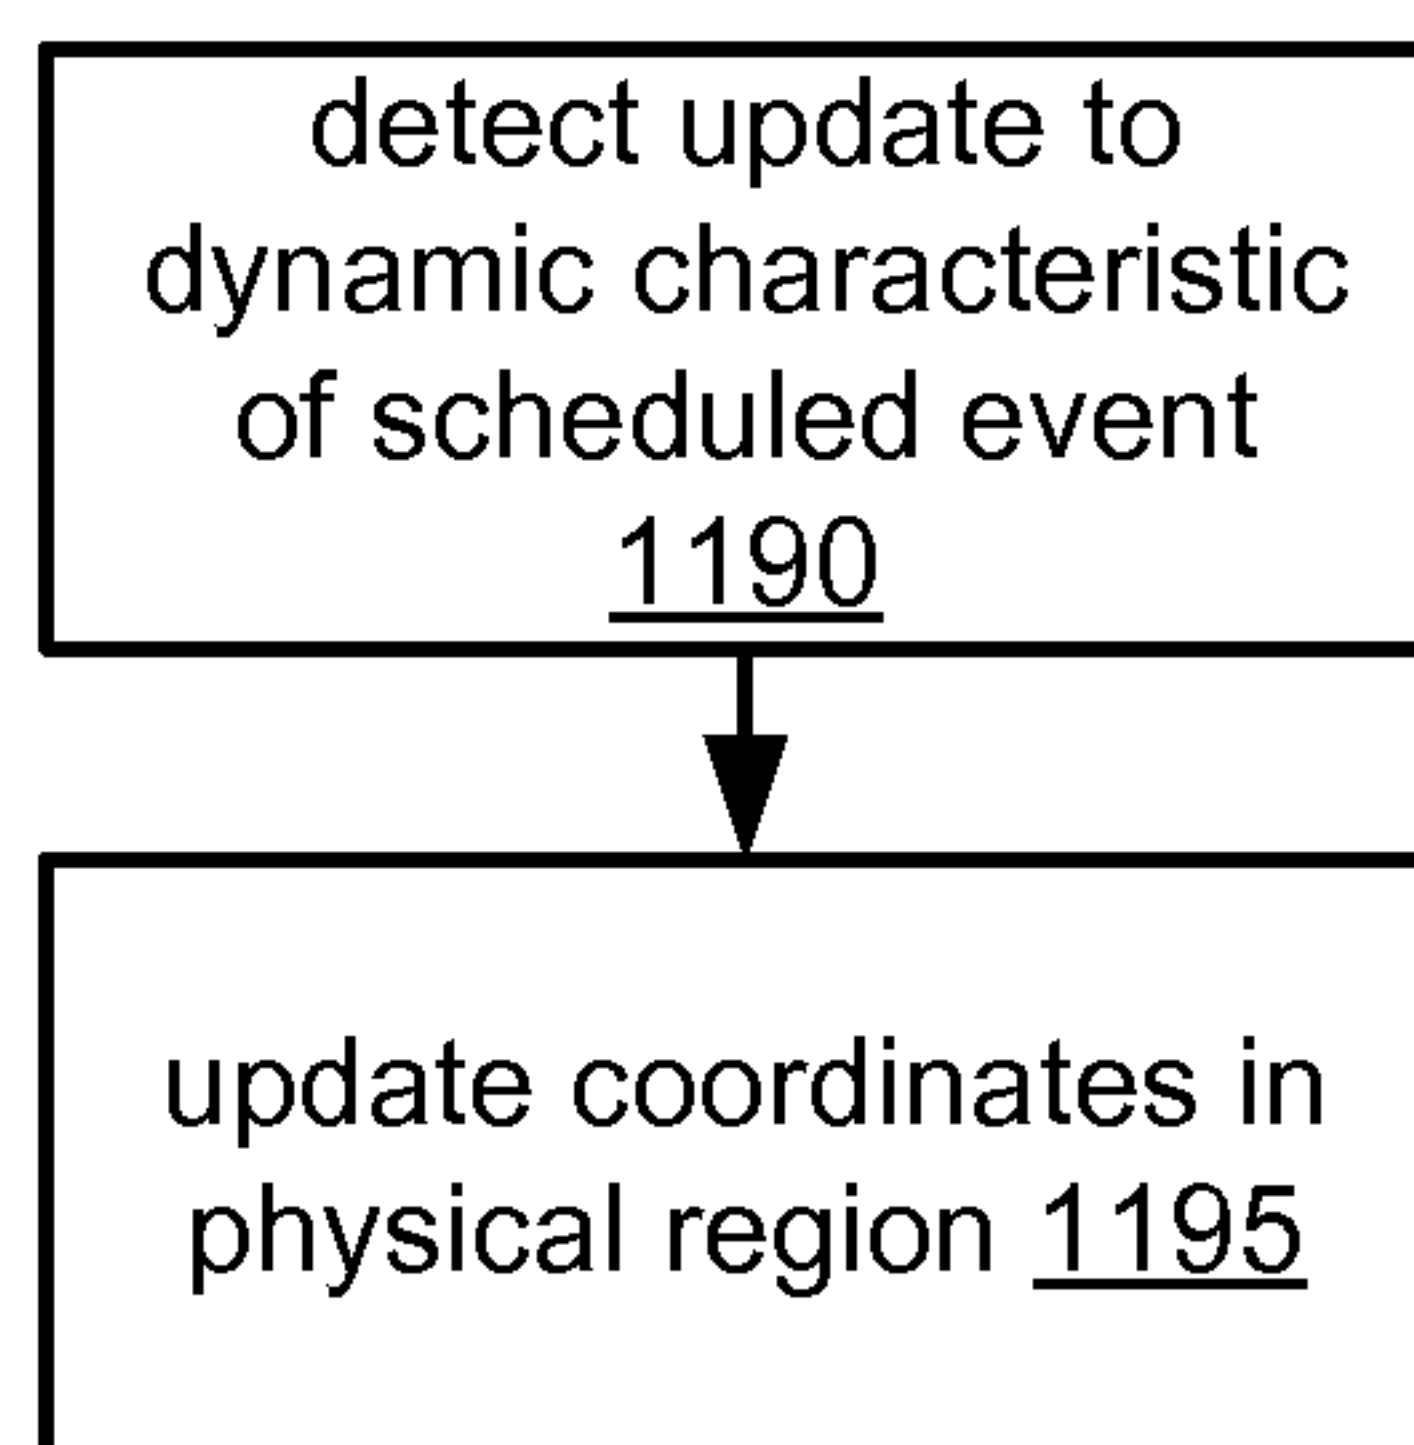 detect update to
dynamic characteristic
of scheduled event
1190
update coordinates in
physical region 1195